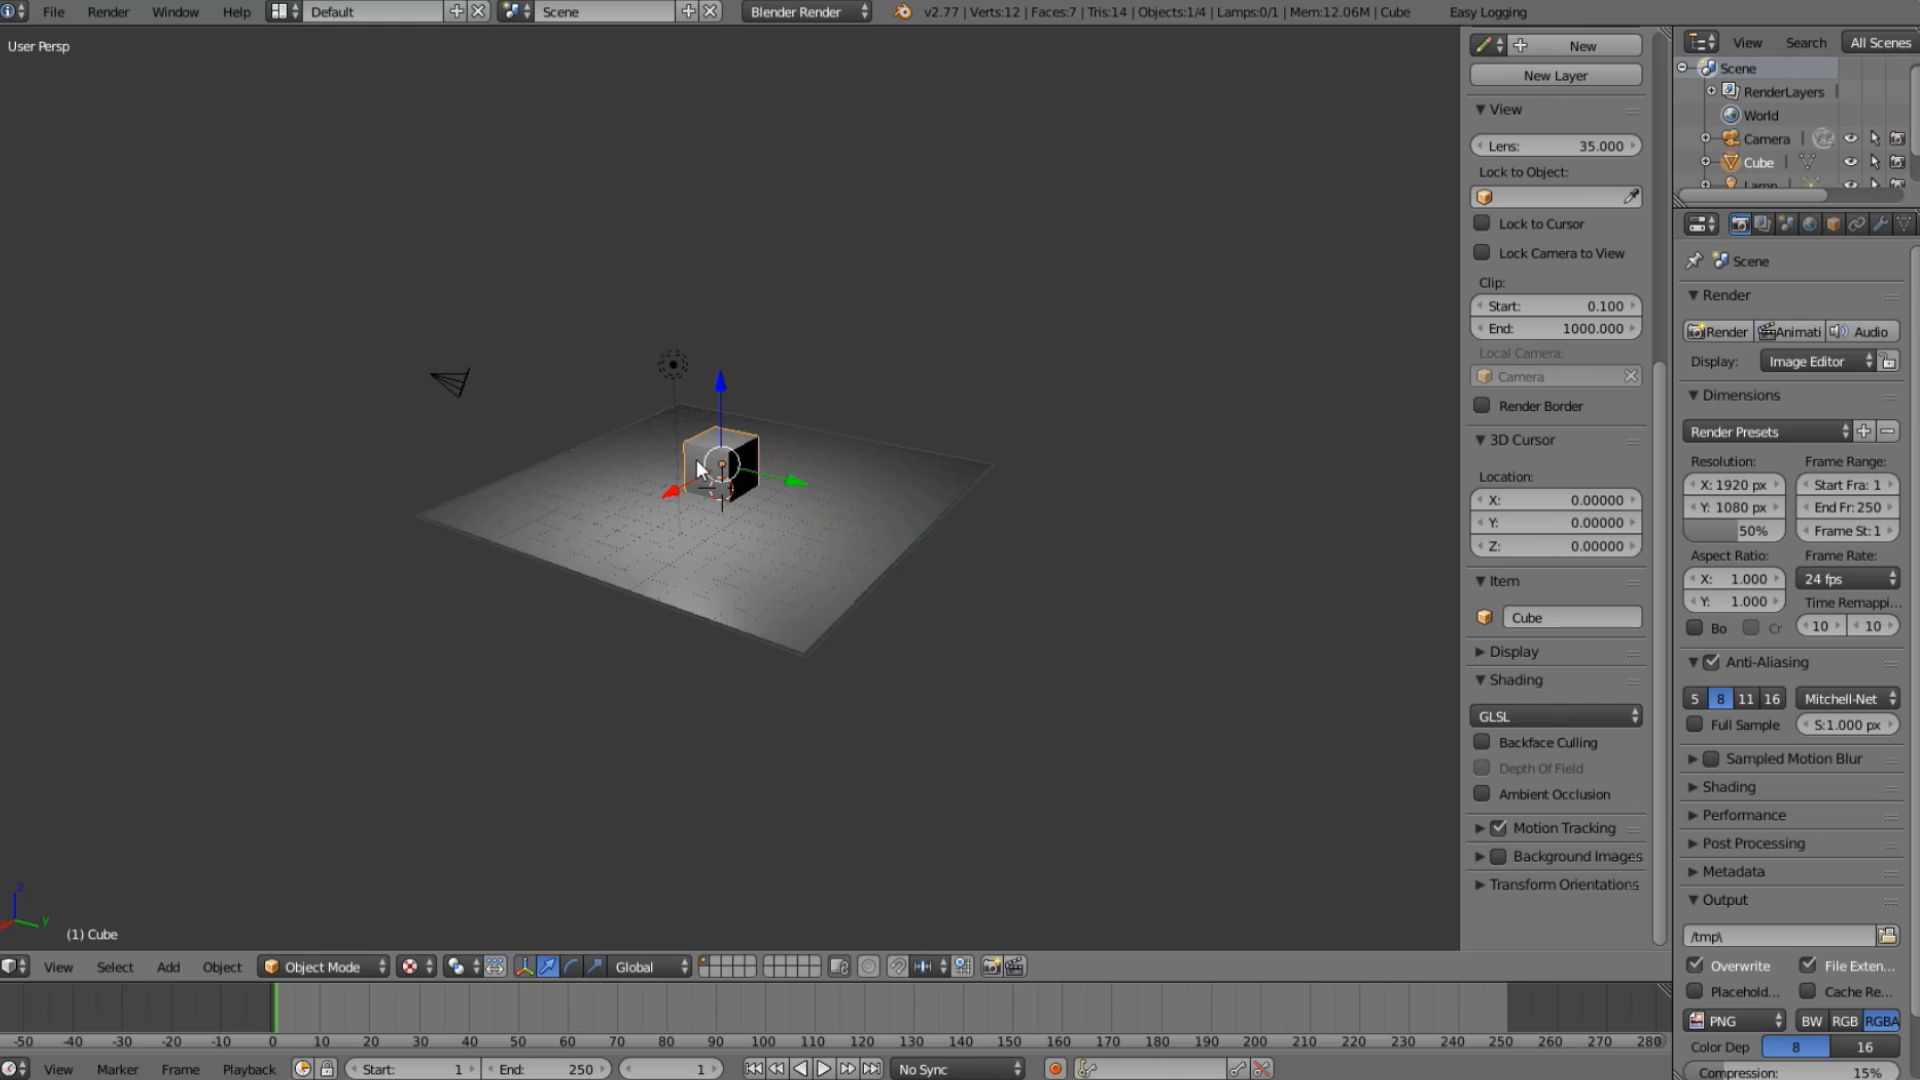 File Render Window Help Default Scene Blender Render v2.77 | Verts:12 | Faces:7 | Tris:14 | Objects:1/4 | Lamps:0/1 | Mem:12.06M | Cube Easy Logging
User Persp
(1) Cube
z
y
New
New Layer
View
Lens: 35.000
Lock to Object:
Lock to Cursor
Lock Camera to View
Clip:
Start: 0.100
End: 1000.000
Local Camera:
Camera
Render Border
3D Cursor
Location:
X: 0.00000
Y: 0.00000
Z: 0.00000
Item
Cube
Display
Shading
GLSL
Backface Culling
Depth Of Field
Ambient Occlusion
Motion Tracking
Background Images
Transform Orientations
View Search All Scenes
Scene
RenderLayers
World
Camera
Cube
Lamp
Scene
Render
Render Animati Audio
Display: Image Editor
Dimensions
Render Presets
Resolution: Frame Range:
X: 1920 px Start Fra: 1
Y: 1080 px End Fr: 250
50% Frame St: 1
Aspect Ratio: Frame Rate:
X: 1.000 24 fps
Y: 1.000 Time Remappi...
Bo Cr 10 10
Anti-Aliasing
5 8 11 16 Mitchell-Net
Full Sample S:1.000 px
Sampled Motion Blur
Shading
Performance
Post Processing
Metadata
Output
/tmp\
Overwrite File Exten...
Placehold... Cache Re...
PNG BW RGB RGBA
Color Dep 8 16
Compression: 15%
View Select Add Object Object Mode Global
-50 -40 -30 -20 -10 0 10 20 30 40 50 60 70 80 90 100 110 120 130 140 150 160 170 180 190 200 210 220 230 240 250 260 270 280
View Marker Frame Playback Start: 1 End: 250 1 No Sync